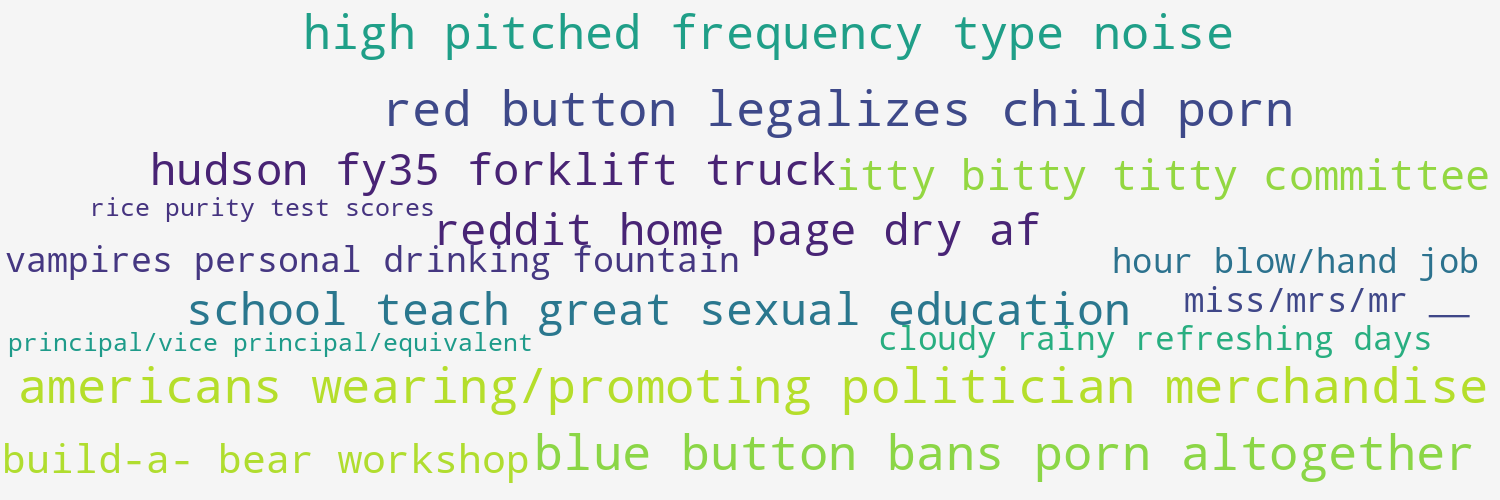 high pitched frequency type noise
red button legalizes child porn
hudson fy35 forklift truck
itty bitty titty committee
rice purity test scores
reddit home page dry af
vampires personal drinking fountain
hour blow/hand job
school teach great sexual education
miss/mrs/mr __
principal/vice principal/equivalent
cloudy rainy refreshing days
americans wearing/promoting politician merchandise
build-a- bear workshop
blue button bans porn altogether